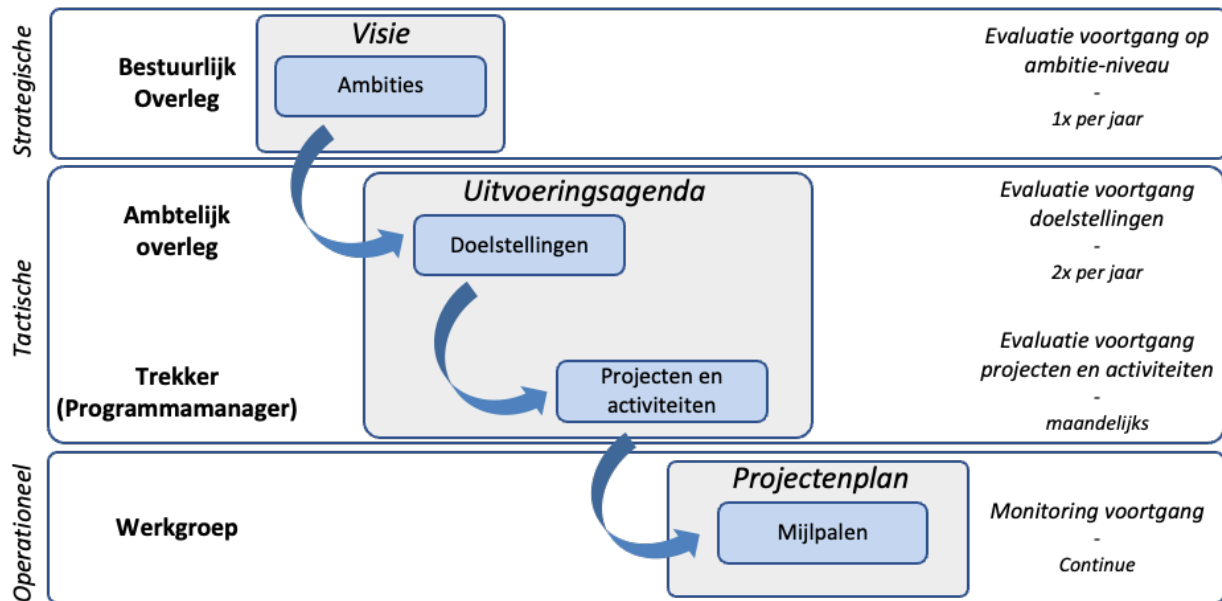 Strategische
Bestuurlijk
Overleg
Visie
Ambities
Evaluatie voortgang op
ambitie-niveau
-
1x per jaar
Tactische
Ambtelijk
overleg
Uitvoeringsagenda
Doelstellingen
Evaluatie voortgang
doelstellingen
-
2x per jaar
Trekker
(Programmamanager)
Projecten en
activiteiten
Evaluatie voortgang
projecten en activiteiten
-
maandelijks
Operationeel
Werkgroep
Projectenplan
Mijlpalen
Monitoring voortgang
-
Continue